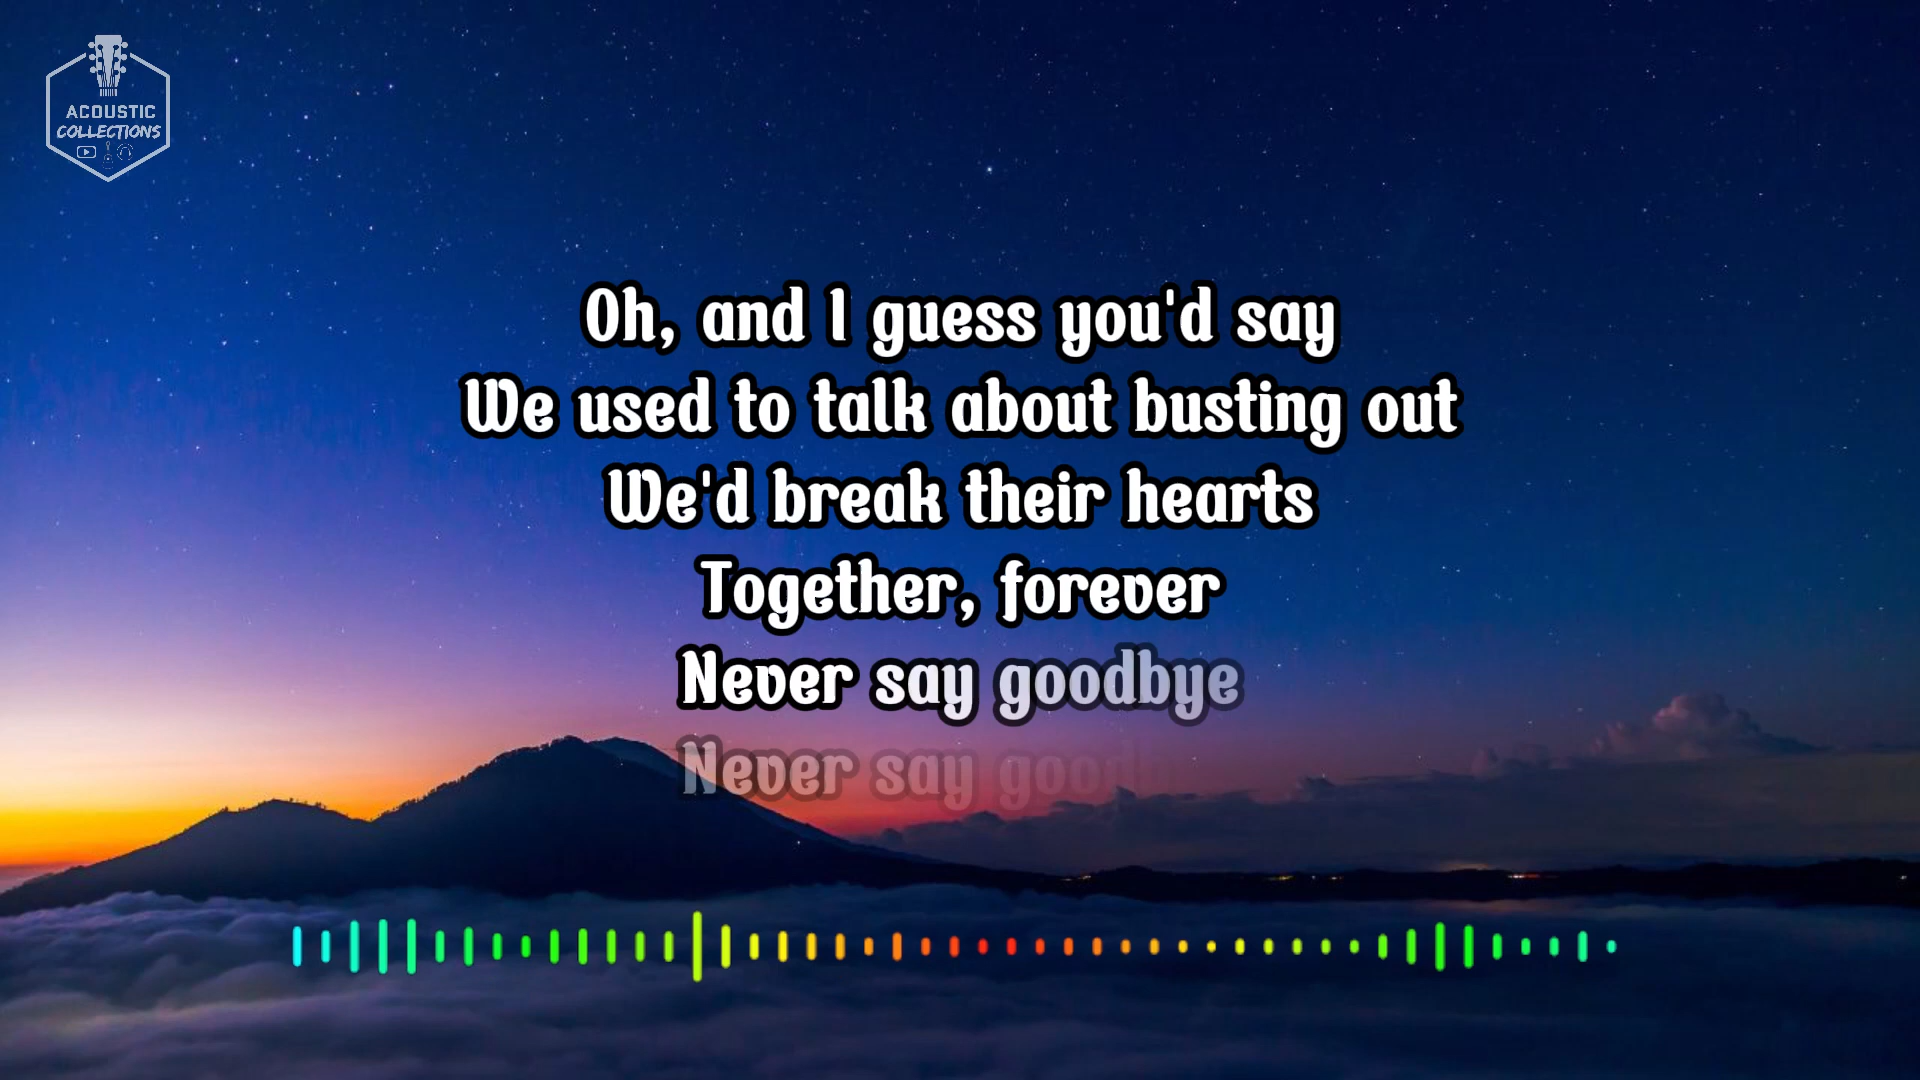 ACOUSTIC
COLLECTIONS
Oh, and I guess you'd say
We used to talk about busting out
We'd break their hearts
Together, forever
Never say goodbye
Never say goodb